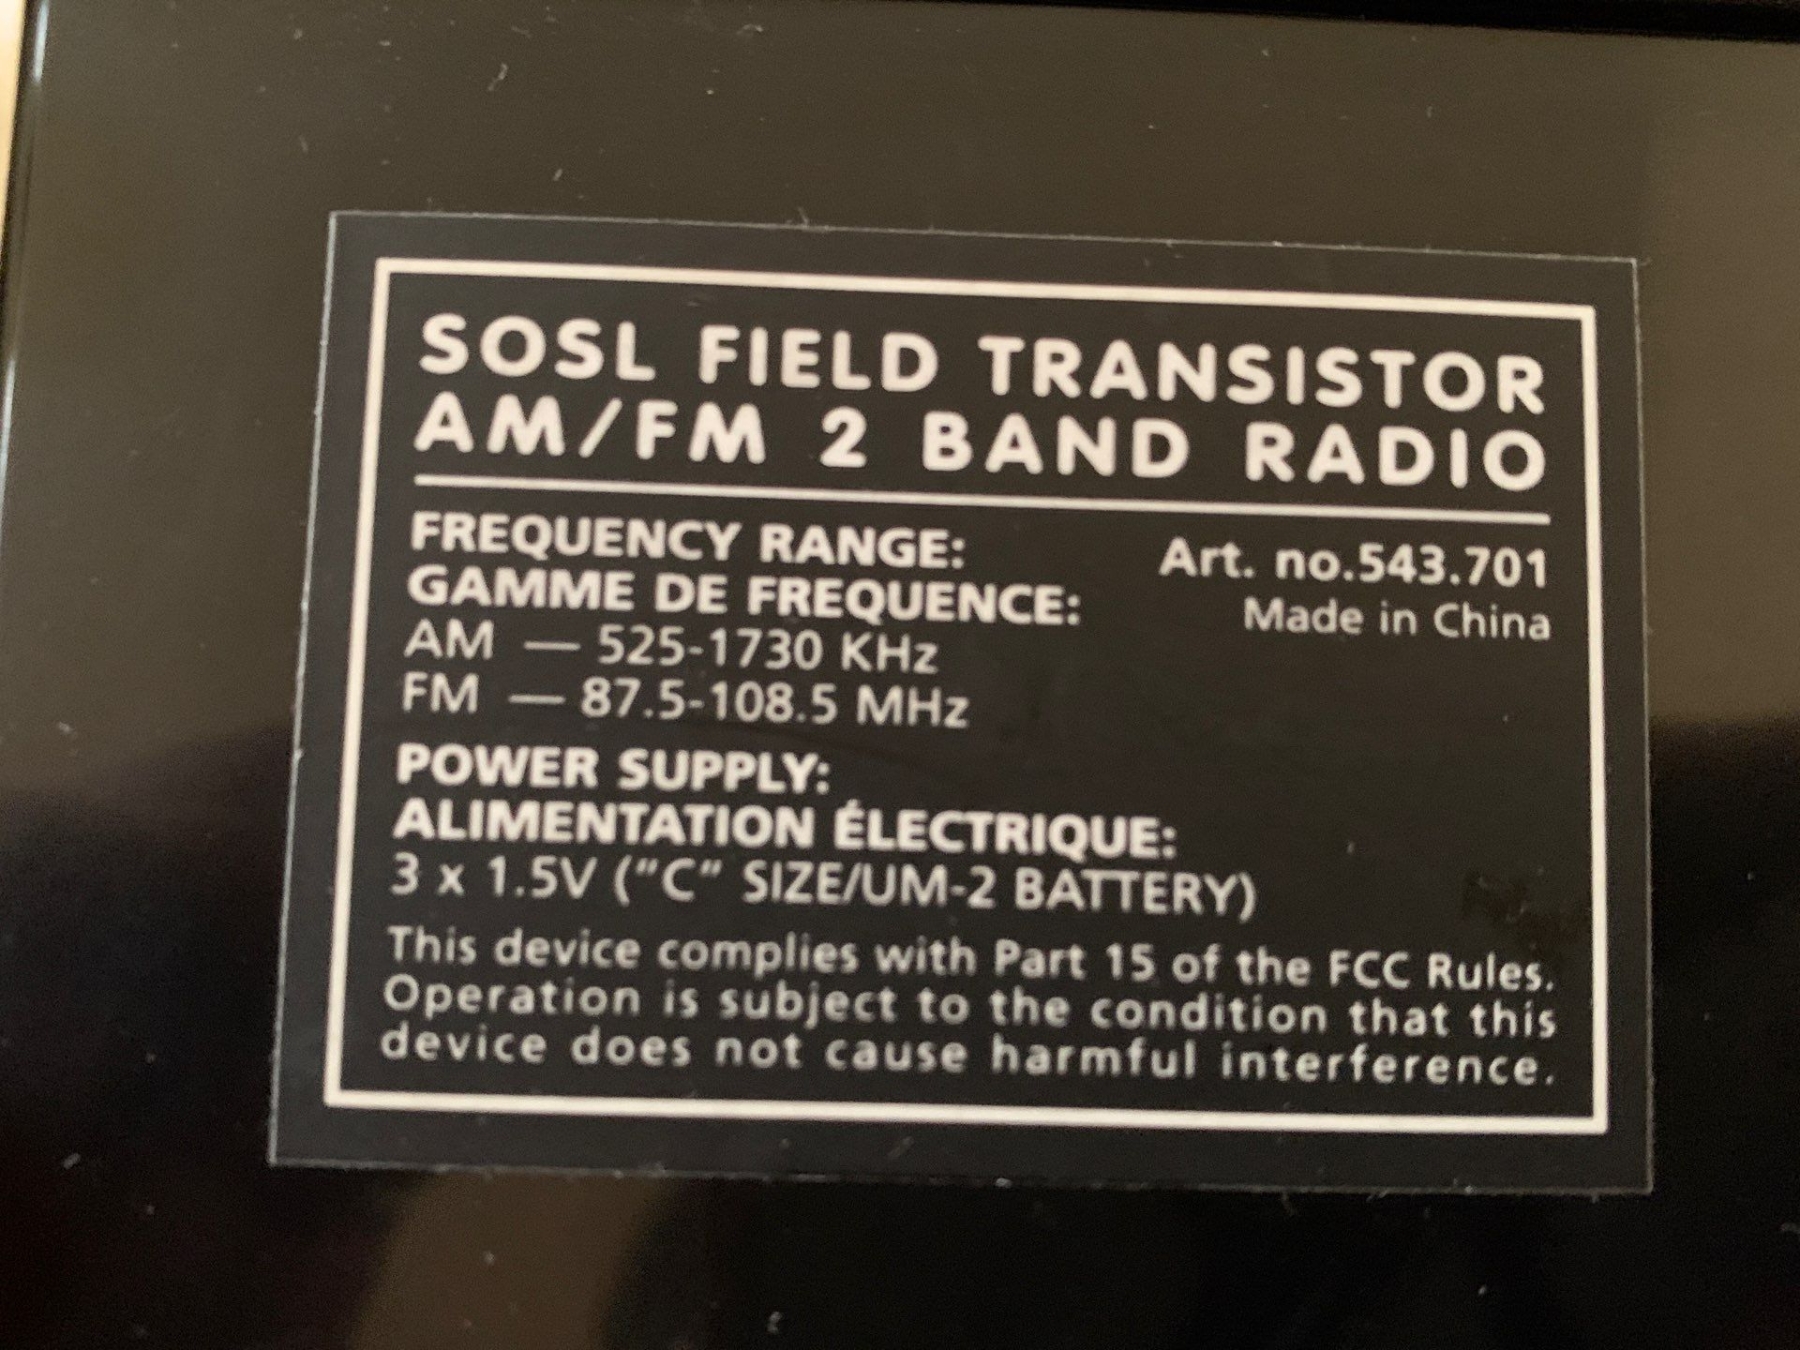 SOSL FIELD TRANSISTOR
AM/FM 2 BAND RADIO
FREQUENCY RANGE:
Art. no.543.701
GAMME DE FREQUENCE:
Made in China
AM — 525-1730 KHz
FM — 87.5-108.5 MHz
POWER SUPPLY:
ALIMENTATION ÉLECTRIQUE:
3 x 1.5V ("C" SIZE/UM-2 BATTERY)
This device complies with Part 15 of the FCC Rules.
Operation is subject to the condition that this
device does not cause harmful interference.